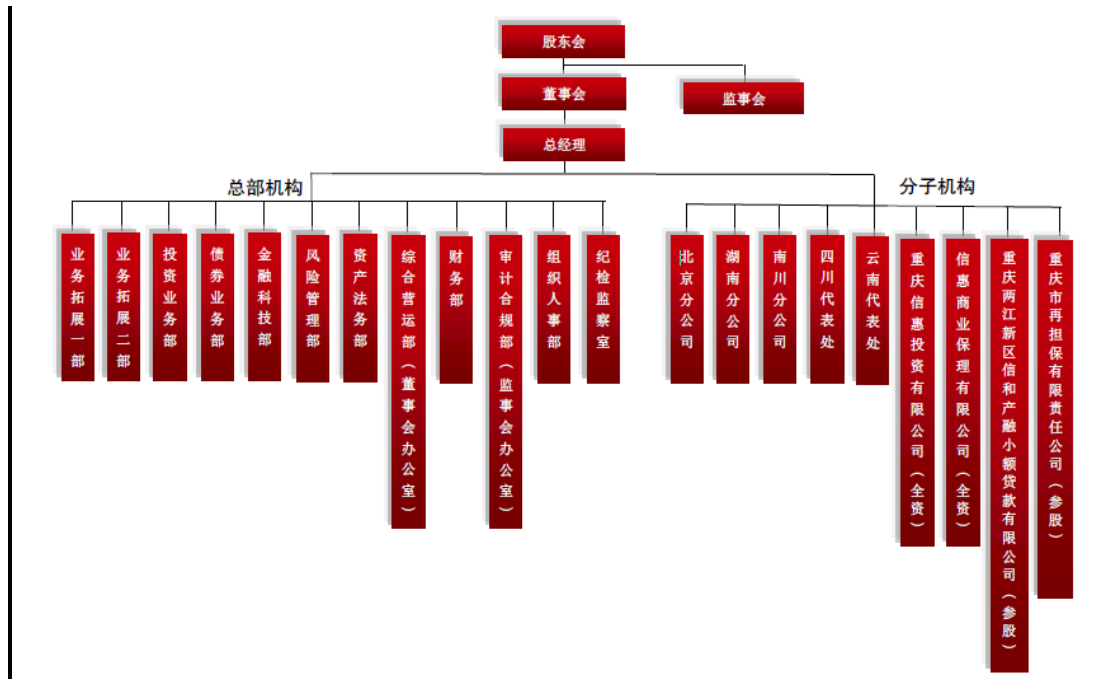 股东会
董事会
监事会
总经理
总部机构
分子机构
业务拓展一部
业务拓展二部
投资业务部
债券业务部
金融科技部
风险管理部
资产法务部
综合营运部（董事会办公室）
财务部
审计合规部（监事会办公室）
组织人事部
纪检监察室
北京分公司
湖南分公司
南川分公司
四川代表处
云南代表处
重庆信惠投资有限公司（全资）
信惠商业保理有限公司（全资）
重庆两江新区信和产融小额贷款有限公司（参股）
重庆市再担保有限责任公司（参股）